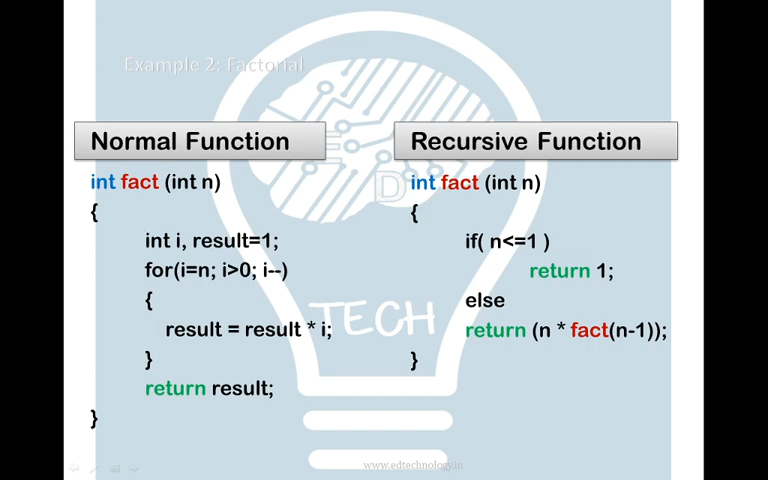 Example 2: Factorial
Normal Function
int fact (int n)
{
int i, result=1;
for(i=n; i>0; i--)
{
result = result * i;
}
return result;
}
Recursive Function
int fact (int n)
{
if( n<=1 )
return 1;
else
return (n * fact(n-1));
}
E
D
TECH
www.edtechnology.in